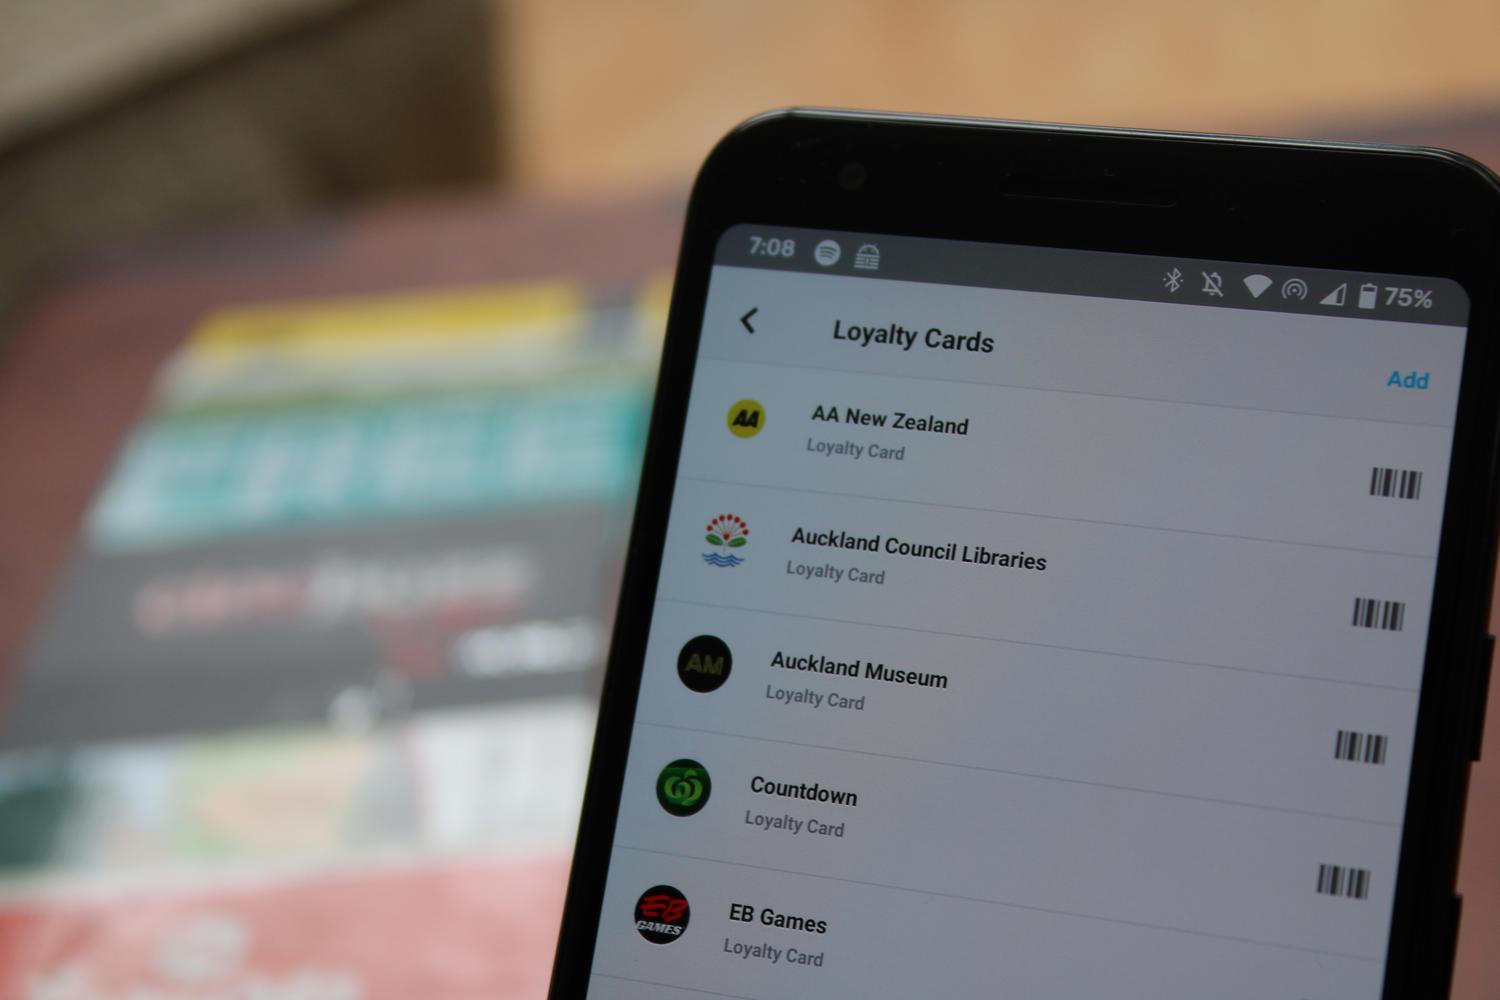 7:08
75%
Loyalty Cards
Add
AA
AA New Zealand
Loyalty Card
Auckland Council Libraries
Loyalty Card
AM
Auckland Museum
Loyalty Card
Countdown
Loyalty Card
EB
GAMES
EB Games
Loyalty Card